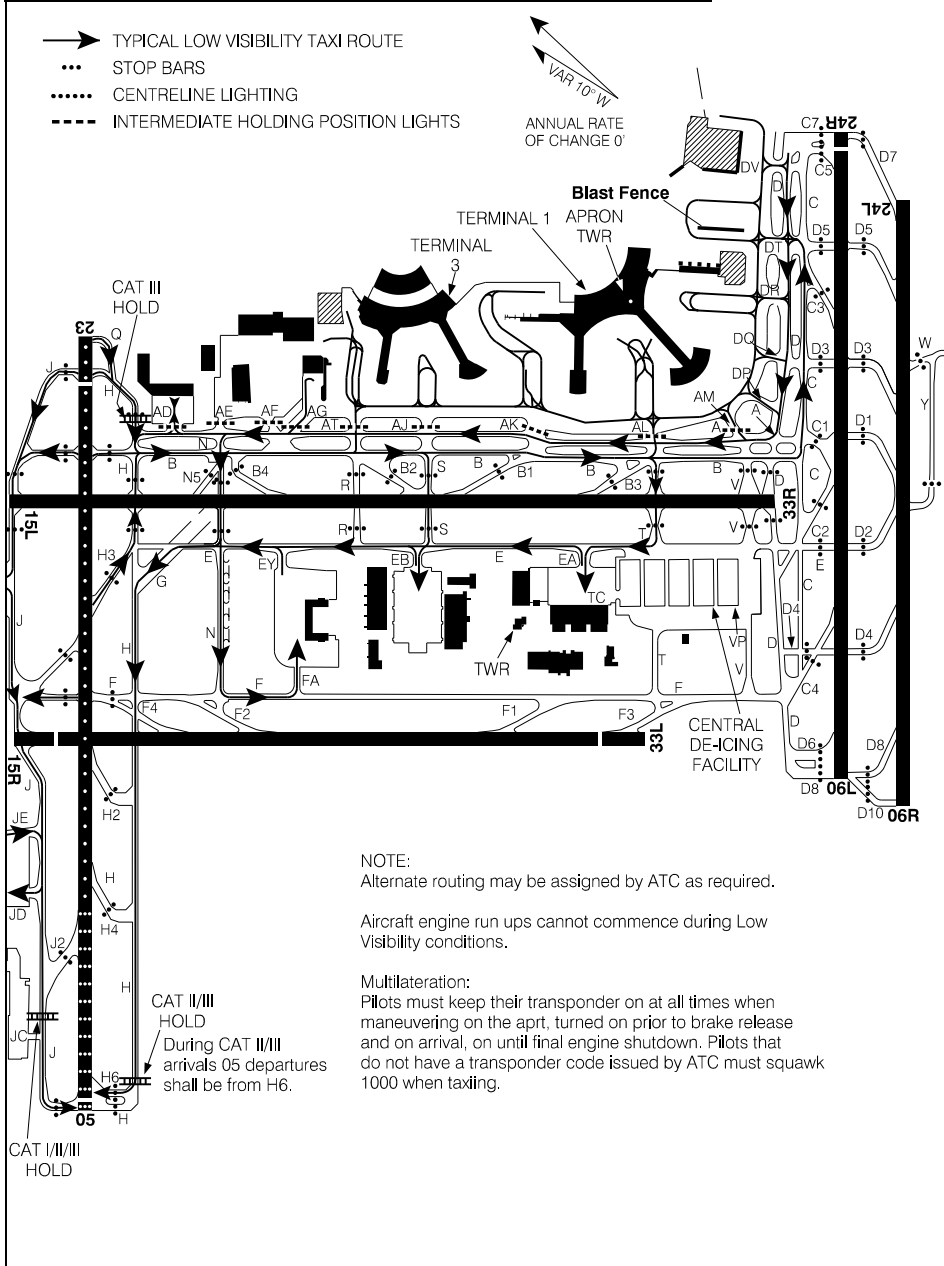 TYPICAL LOW VISIBILITY TAXI ROUTE
STOP BARS
CENTRELINE LIGHTING
INTERMEDIATE HOLDING POSITION LIGHTS
VAR 10° W
ANNUAL RATE
OF CHANGE 0'
C7
24R
C5
D7
DV
D
C
24L
Blast Fence
TERMINAL 1
APRON
TWR
TERMINAL
3
D5
D5
DT
DR
C3
CAT III
HOLD
23
Q
J
H
DQ
D
D3
D3
W
DP
C
Y
AM
A
AD
AE
AF
AG
AT
AJ
AK
AL
A
C1
D1
N
H
B
N5
B4
R
B2
S
B
B1
B
B3
B
V
D
C
Y
15L
33R
R
S
T
V
C2
D2
E
H3
G
E
EY
EB
E
EA
TC
C
J
H
N
TWR
T
VP
V
D
D4
D4
F
F4
F2
F
FA
F1
F3
F
C4
33L
CENTRAL
DE-ICING
FACILITY
D
D6
D8
D8
06L
D10
06R
15R
J
JE
H2
JD
H
H4
J2
H
JC
J
CAT II/III
HOLD
During CAT II/III
arrivals 05 departures
shall be from H6.
H6
H
05
CAT I/II/III
HOLD
NOTE:
Alternate routing may be assigned by ATC as required.
Aircraft engine run ups cannot commence during Low
Visibility conditions.
Multilateration:
Pilots must keep their transponder on at all times when
maneuvering on the aprt, turned on prior to brake release
and on arrival, on until final engine shutdown. Pilots that
do not have a transponder code issued by ATC must squawk
1000 when taxiing.